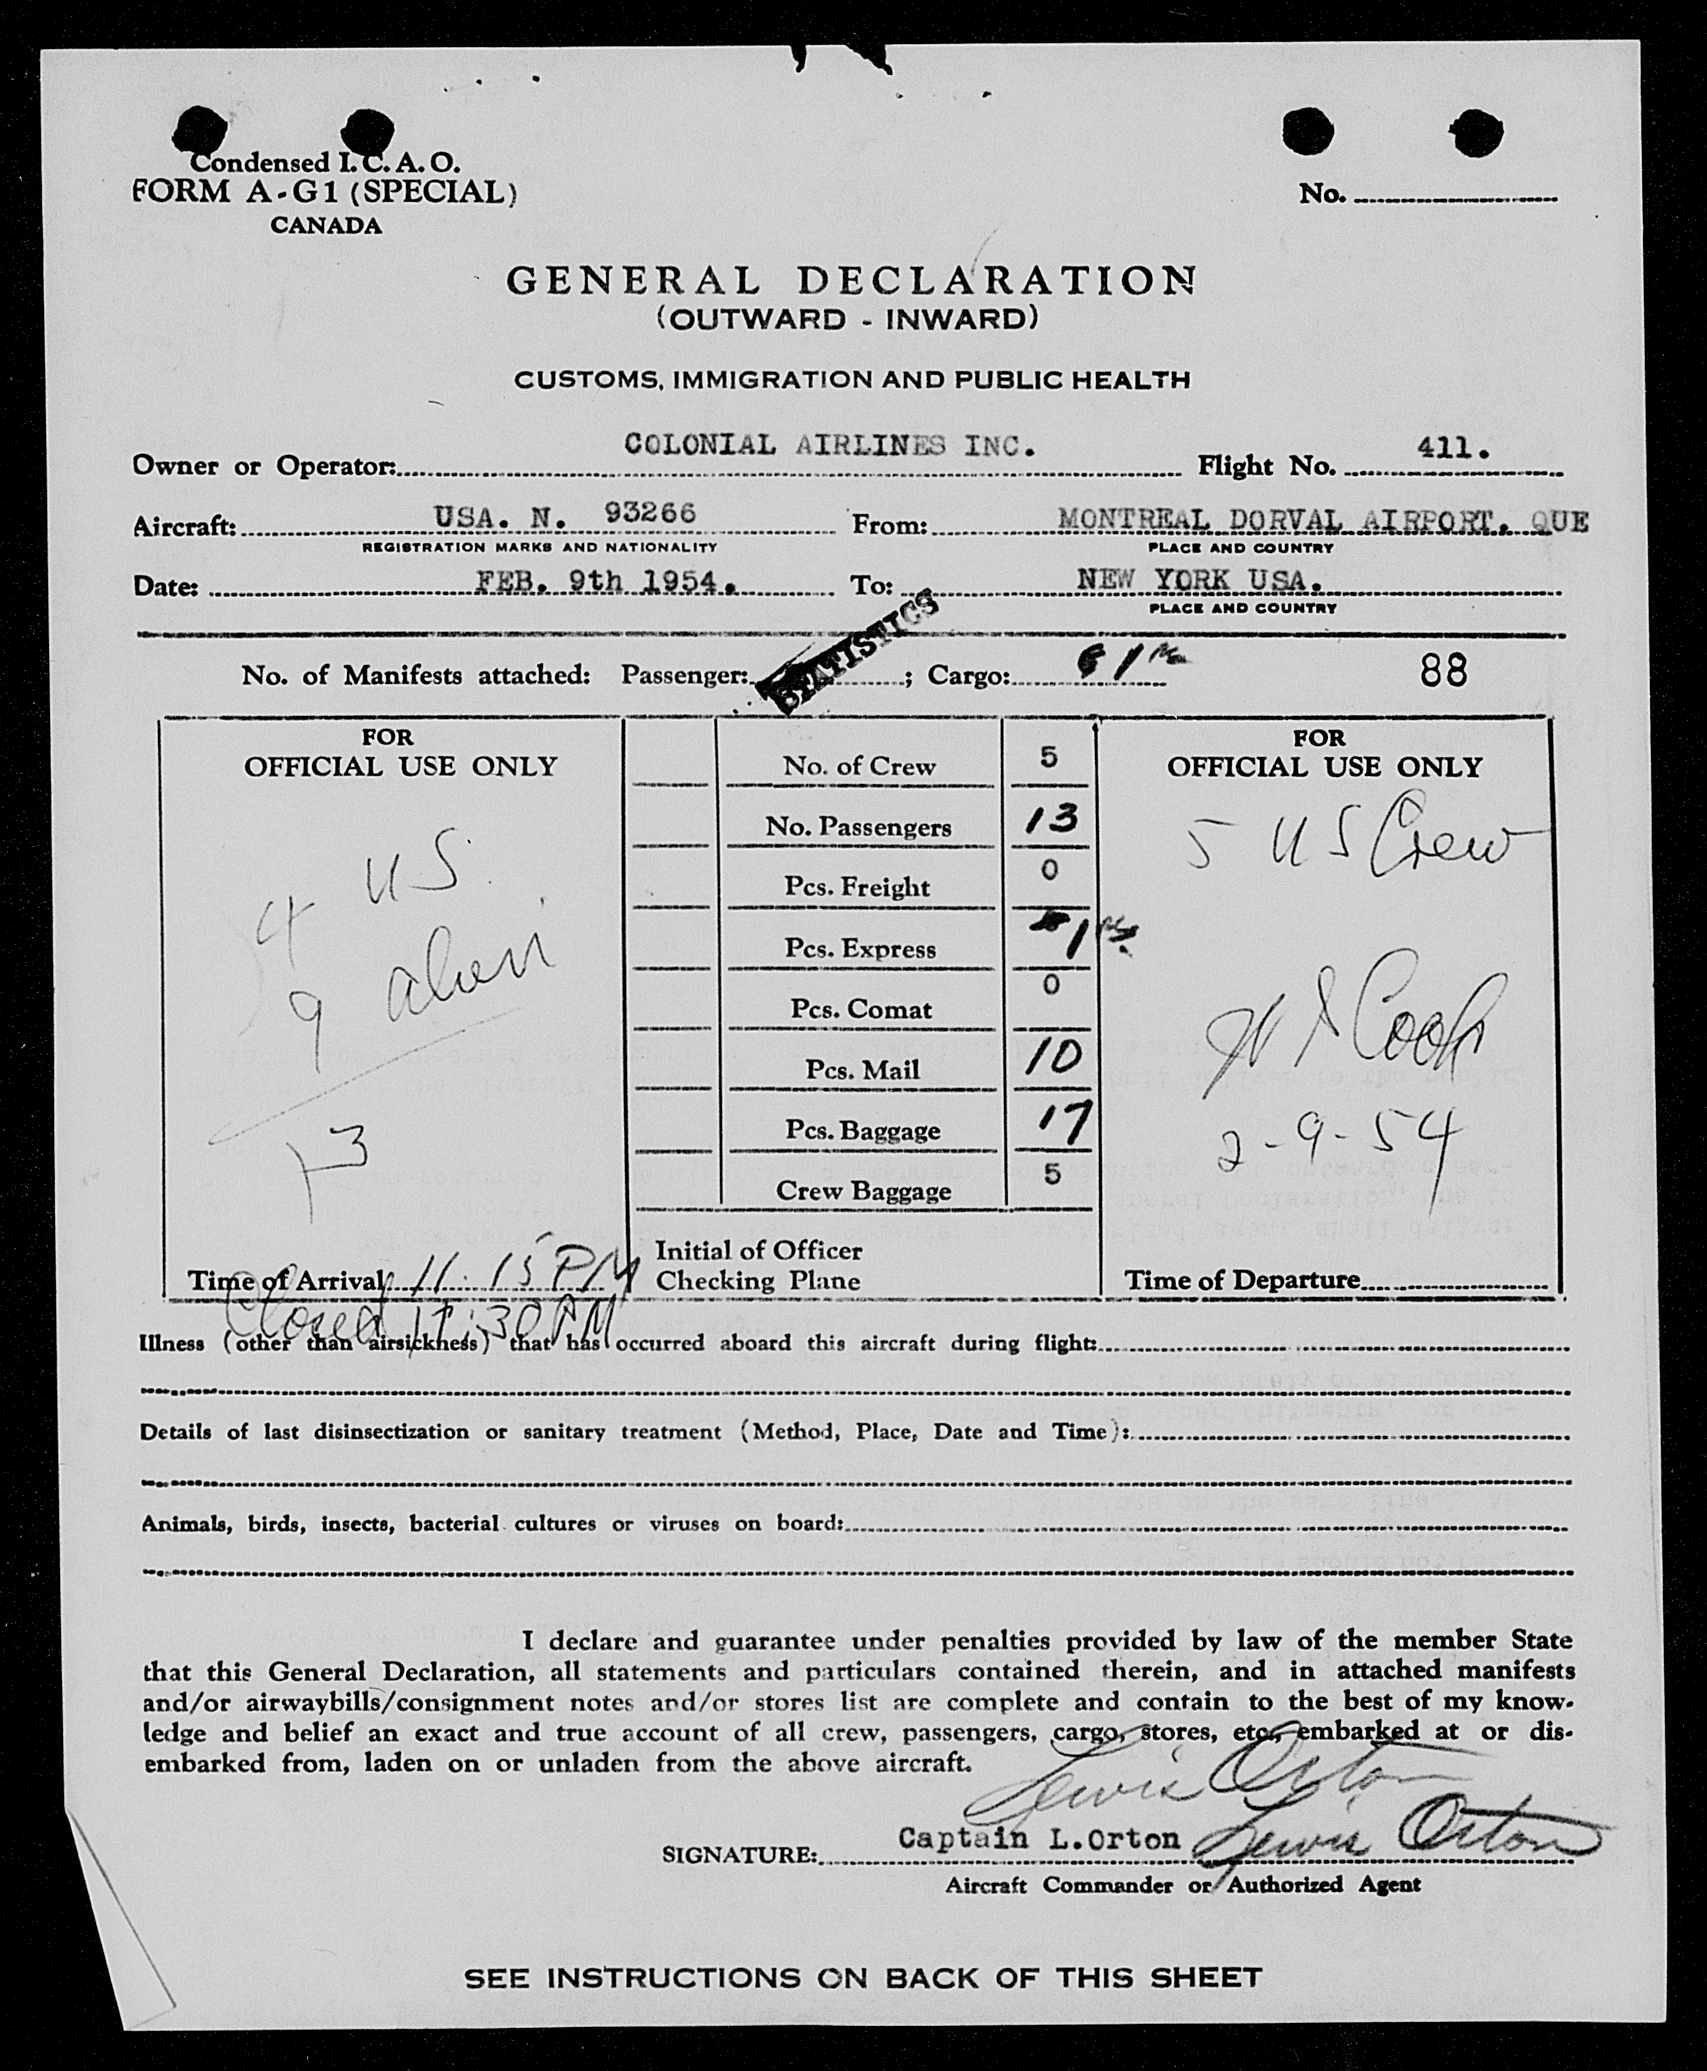 Condensed I. C. A. O.
FORM A-G1 (SPECIAL)
CANADA
No.
GENERAL DECLARATION
(OUTWARD - INWARD)
CUSTOMS, IMMIGRATION AND PUBLIC HEALTH
Owner or Operator: COLONIAL AIRLINES INC. Flight No. 411.
Aircraft: USA. N. 93266 From: MONTREAL DORVAL AIRPORT. QUE
REGISTRATION MARKS AND NATIONALITY PLACE AND COUNTRY
Date: FEB. 9th 1954. To: NEW YORK USA.
PLACE AND COUNTRY
STATISTICS
No. of Manifests attached: Passenger: ; Cargo: 1 88
FOR
OFFICIAL USE ONLY
4 US
9 alien
13
Time of Arrival 11.15 PM
Closed 11:30 PM
No. of Crew 5
No. Passengers 13
Pcs. Freight 0
Pcs. Express 1
Pcs. Comat 0
Pcs. Mail 10
Pcs. Baggage 17
Crew Baggage 5
Initial of Officer
Checking Plane
FOR
OFFICIAL USE ONLY
5 US Crew
Cook
2-9-54
Time of Departure
Illness (other than airsickness) that has occurred aboard this aircraft during flight:
Details of last disinsectization or sanitary treatment (Method, Place, Date and Time):
Animals, birds, insects, bacterial cultures or viruses on board:
I declare and guarantee under penalties provided by law of the member State
that this General Declaration, all statements and particulars contained therein, and in attached manifests
and/or airwaybills/consignment notes and/or stores list are complete and contain to the best of my know-
ledge and belief an exact and true account of all crew, passengers, cargo, stores, etc., embarked at or dis-
embarked from, laden on or unladen from the above aircraft.
Lewis Orton
SIGNATURE: Captain L.Orton Lewis Orton
Aircraft Commander or Authorized Agent
SEE INSTRUCTIONS ON BACK OF THIS SHEET